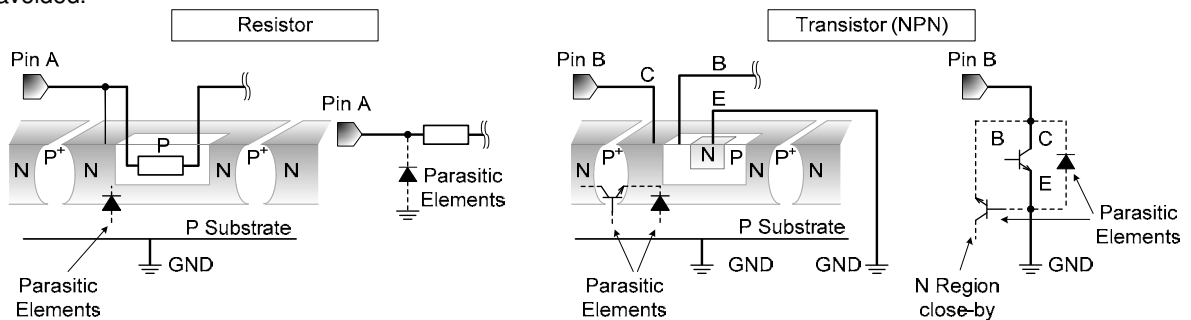 avoided.
Resistor
Transistor (NPN)
Pin A
Pin A
N
P+
N
P
P+
N
N
Parasitic
Elements
P Substrate
GND
Parasitic
Elements
Pin B
C
B
E
N
P+
N
N
P
P+
N
N
P Substrate
GND
GND
Parasitic
Elements
Pin B
B
C
E
Parasitic
Elements
GND
N Region
close-by